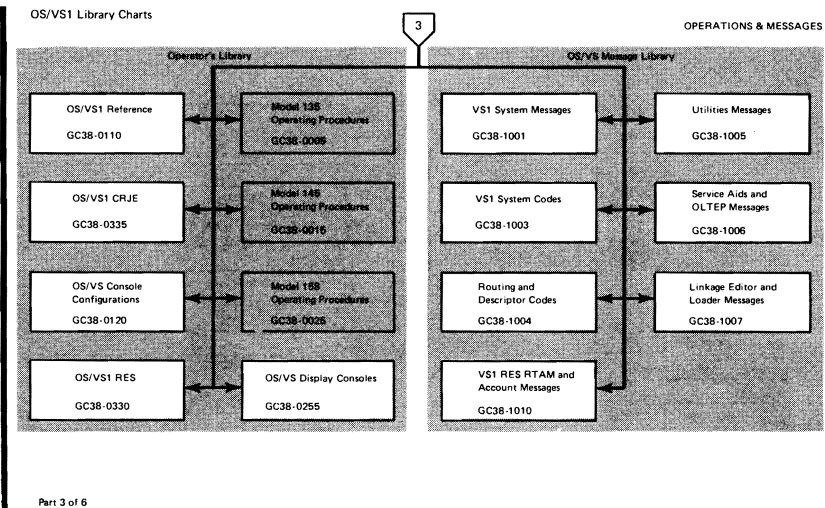 OS/VS1 Library Charts
3
OPERATIONS & MESSAGES
Operator's Library
OS/VS1 Reference
GC38-0110
Model 135
Operating Procedures
GC38-0005
OS/VS1 CRJE
GC38-0335
Model 145
Operating Procedures
GC38-0015
OS/VS Console
Configurations
GC38-0120
Model 158
Operating Procedures
GC38-0025
OS/VS1 RES
GC38-0330
OS/VS Display Consoles
GC38-0255
OS/VS Message Library
VS1 System Messages
GC38-1001
Utilities Messages
GC38-1005
VS1 System Codes
GC38-1003
Service Aids and
OLTEP Messages
GC38-1006
Routing and
Descriptor Codes
GC38-1004
Linkage Editor and
Loader Messages
GC38-1007
VS1 RES RTAM and
Account Messages
GC38-1010
Part 3 of 6